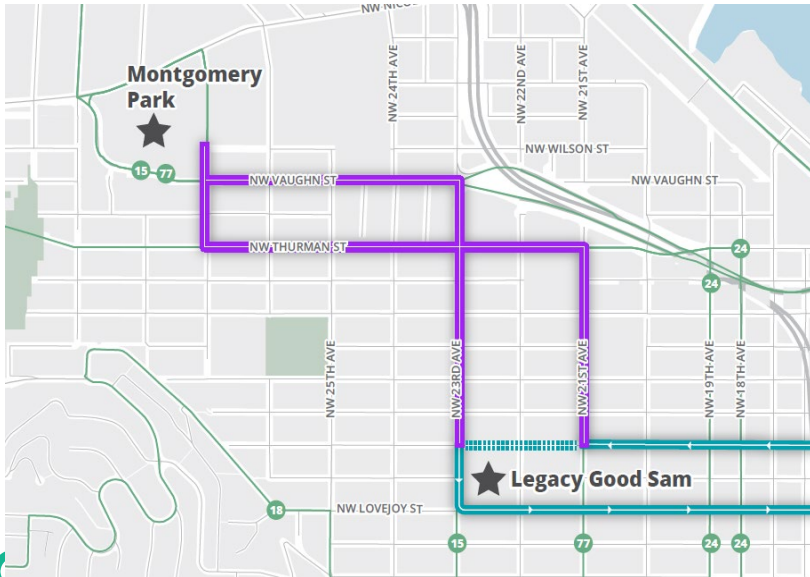 NW NICO
Montgomery
Park
NW 24TH AVE
NW 22ND AVE
NW 21ST AVE
NW WILSON ST
15
77
NW VAUGHN ST
NW VAUGHN ST
NW THURMAN ST
24
24
NW 25TH AVE
NW 23RD AVE
NW 21ST AVE
NW 19TH AVE
NW 18TH AVE
Legacy Good Sam
18
NW LOVEJOY ST
15
77
24
24